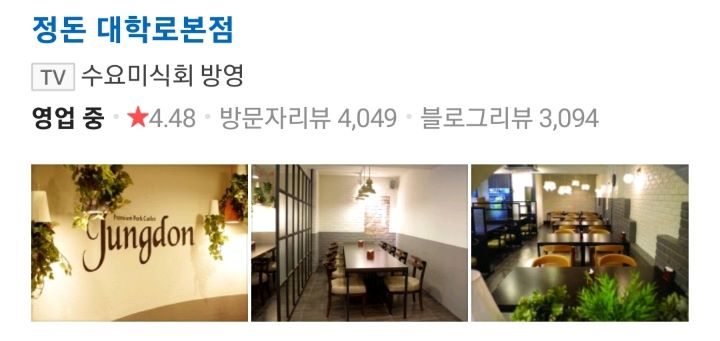 정돈 대학로본점
TV 수요미식회 방영
영업 중 · ★4.48 · 방문자리뷰 4,049 · 블로그리뷰 3,094
Premium Pork Cutlet
Jungdon